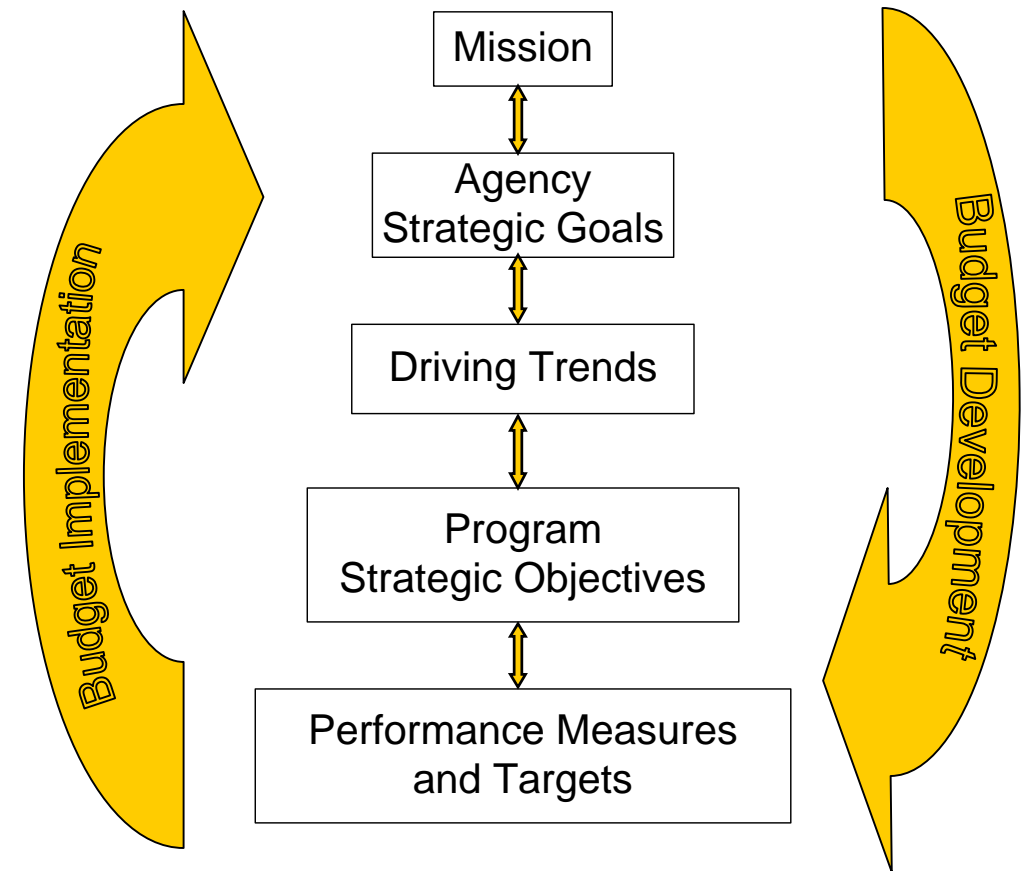 Mission
Agency
Strategic Goals
Driving Trends
Program
Strategic Objectives
Performance Measures
and Targets
Budget Implementation
Budget Development